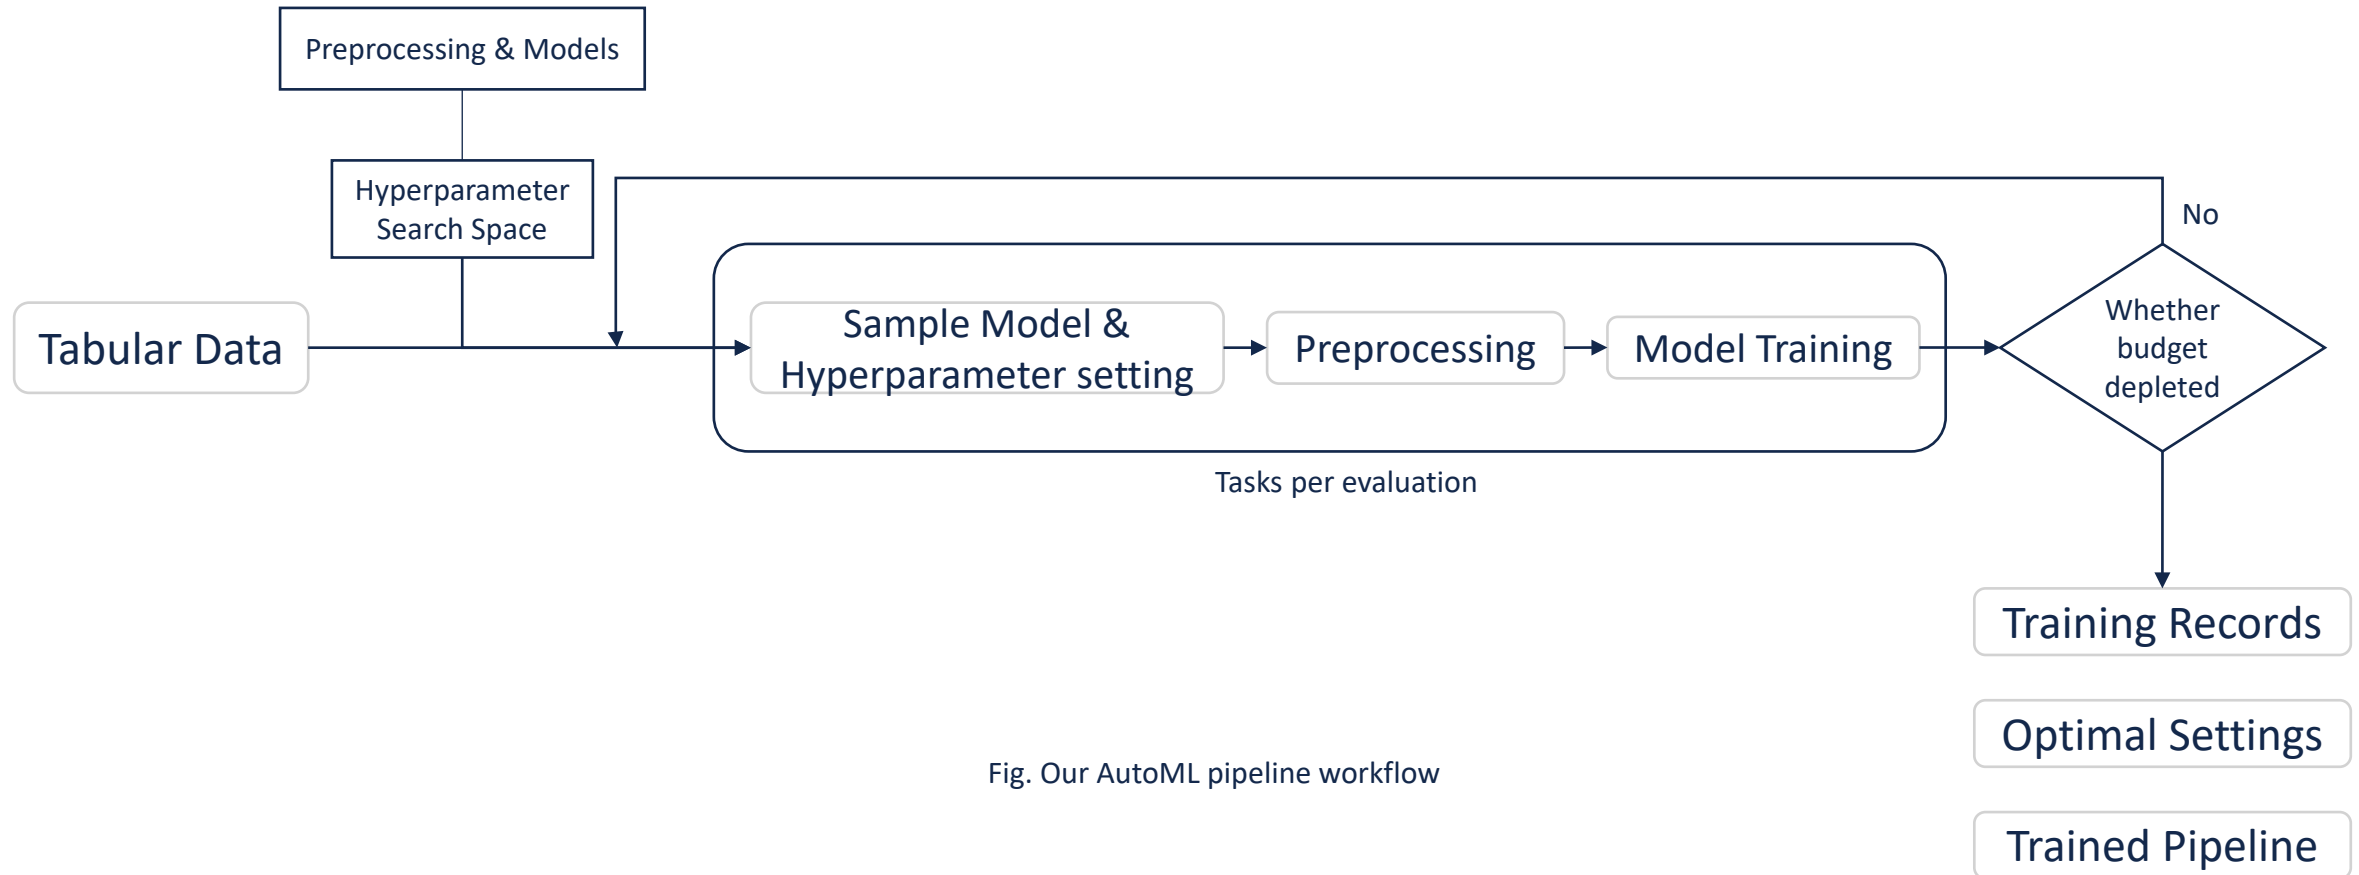 Preprocessing & Models
Hyperparameter
Search Space
No
Tabular Data
Sample Model &
Hyperparameter setting
Preprocessing
Model Training
Whether
budget
depleted
Tasks per evaluation
Training Records
Optimal Settings
Fig. Our AutoML pipeline workflow
Trained Pipeline